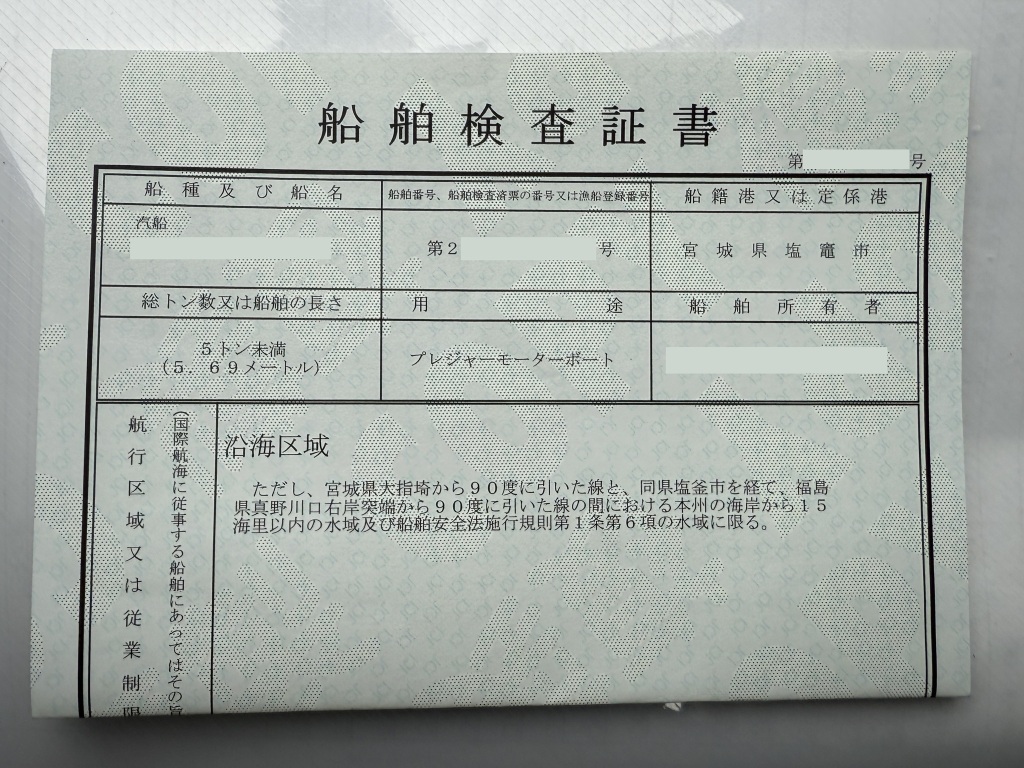 船舶検査証書
第 号
船種及び船名
船舶番号、船舶検査済票の番号又は漁船登録番号
船籍港又は定係港
汽船
第2 号
宮城県塩竈市
総トン数又は船舶の長さ
用途
船舶所有者
5トン未満
(5.69メートル)
プレジャーモーターボート
航行区域又は従業制限
(国際航海に従事する船舶にあってはその旨
沿海区域
ただし、宮城県大指埼から90度に引いた線と、同県塩釜市を経て、福島
県真野川口右岸突端から90度に引いた線の間における本州の海岸から15
海里以内の水域及び船舶安全法施行規則第1条第6項の水域に限る。